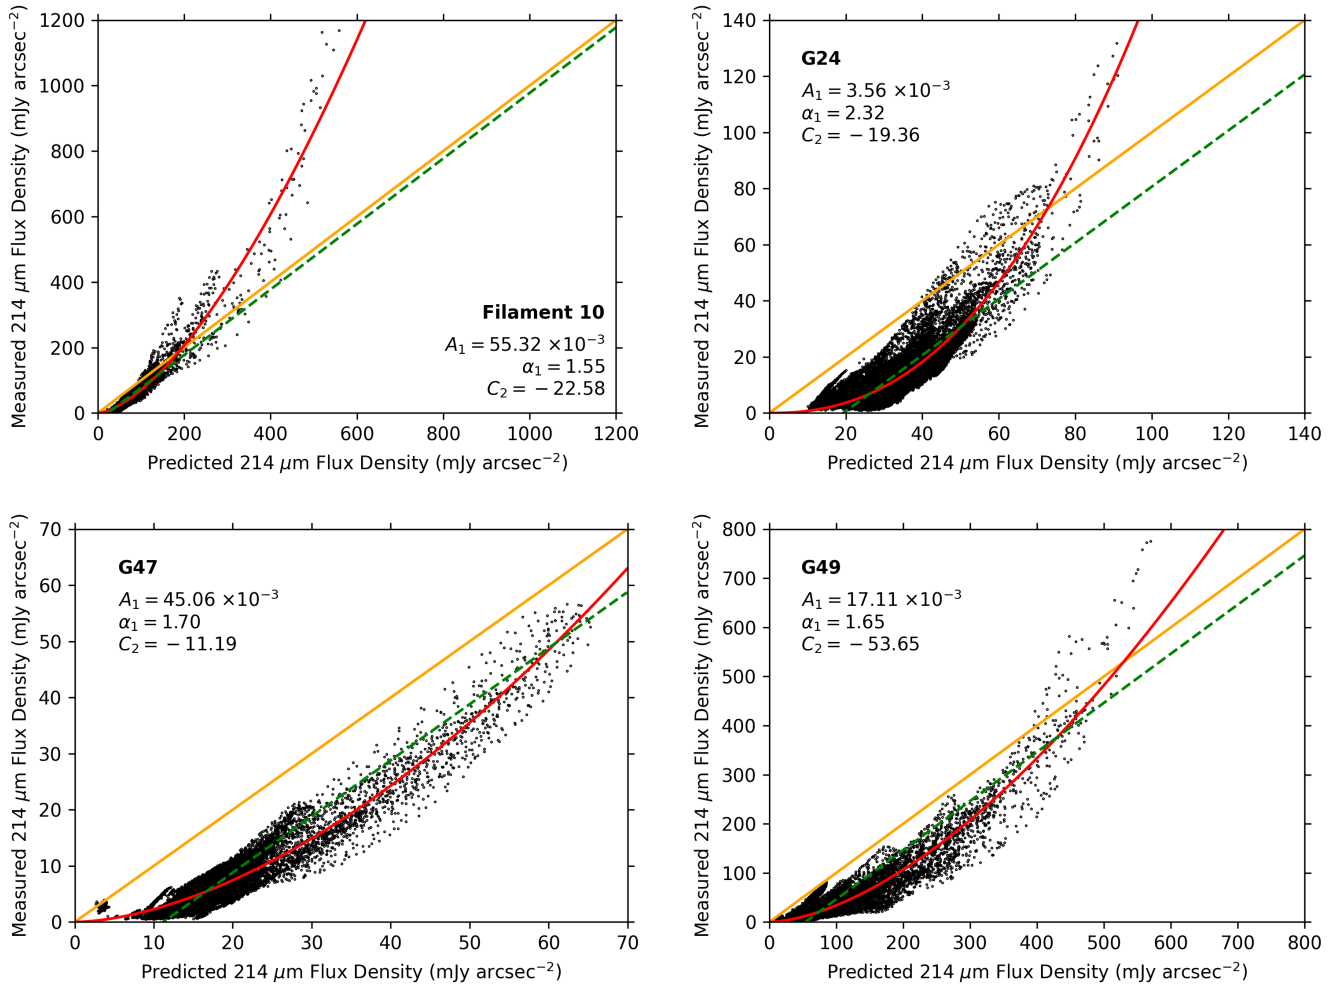 Measured 214 μm Flux Density (mJy arcsec⁻²)
1200
1000
800
600
400
200
0
Filament 10
A₁ = 55.32 ×10⁻³
α₁ = 1.55
C₂ = −22.58
0 200 400 600 800 1000 1200
Predicted 214 μm Flux Density (mJy arcsec⁻²)
Measured 214 μm Flux Density (mJy arcsec⁻²)
140
120
100
80
60
40
20
0
G24
A₁ = 3.56 ×10⁻³
α₁ = 2.32
C₂ = −19.36
0 20 40 60 80 100 120 140
Predicted 214 μm Flux Density (mJy arcsec⁻²)
Measured 214 μm Flux Density (mJy arcsec⁻²)
70
60
50
40
30
20
10
0
G47
A₁ = 45.06 ×10⁻³
α₁ = 1.70
C₂ = −11.19
0 10 20 30 40 50 60 70
Predicted 214 μm Flux Density (mJy arcsec⁻²)
Measured 214 μm Flux Density (mJy arcsec⁻²)
800
700
600
500
400
300
200
100
0
G49
A₁ = 17.11 ×10⁻³
α₁ = 1.65
C₂ = −53.65
0 100 200 300 400 500 600 700 800
Predicted 214 μm Flux Density (mJy arcsec⁻²)